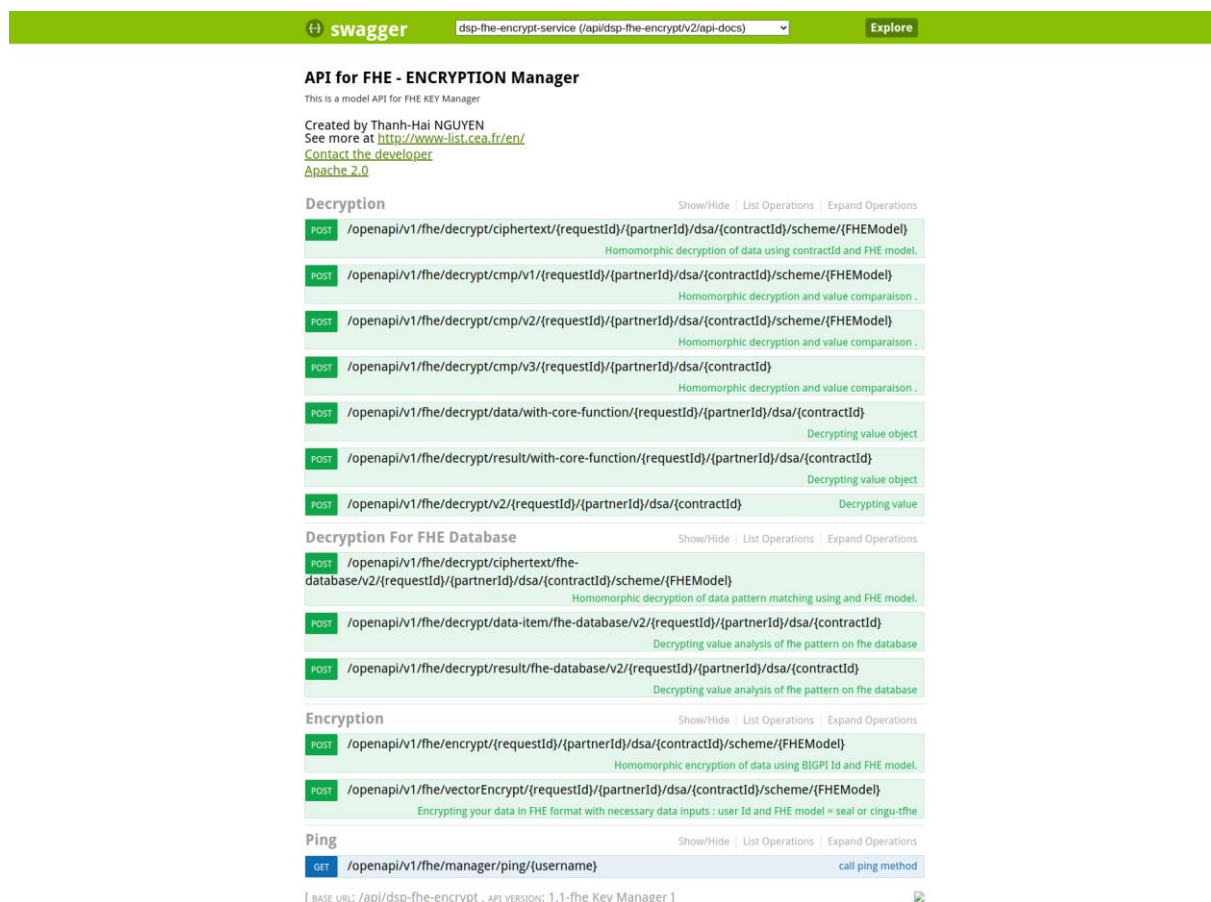 swagger
dsp-fhe-encrypt-service (/api/dsp-fhe-encrypt/v2/api-docs)
Explore
API for FHE - ENCRYPTION Manager
This is a model API for FHE KEY Manager
Created by Thanh-Hai NGUYEN
See more at http://www-list.cea.fr/en/
Contact the developer
Apache 2.0
Decryption Show/Hide List Operations Expand Operations
POST /openapi/v1/fhe/decrypt/ciphertext/{requestId}/{partnerId}/dsa/{contractId}/scheme/{FHEModel}
Homomorphic decryption of data using contractId and FHE model.
POST /openapi/v1/fhe/decrypt/cmp/v1/{requestId}/{partnerId}/dsa/{contractId}/scheme/{FHEModel}
Homomorphic decryption and value comparaison .
POST /openapi/v1/fhe/decrypt/cmp/v2/{requestId}/{partnerId}/dsa/{contractId}/scheme/{FHEModel}
Homomorphic decryption and value comparaison .
POST /openapi/v1/fhe/decrypt/cmp/v3/{requestId}/{partnerId}/dsa/{contractId}
Homomorphic decryption and value comparaison .
POST /openapi/v1/fhe/decrypt/data/with-core-function/{requestId}/{partnerId}/dsa/{contractId}
Decrypting value object
POST /openapi/v1/fhe/decrypt/result/with-core-function/{requestId}/{partnerId}/dsa/{contractId}
Decrypting value object
POST /openapi/v1/fhe/decrypt/v2/{requestId}/{partnerId}/dsa/{contractId} Decrypting value
Decryption For FHE Database Show/Hide List Operations Expand Operations
POST /openapi/v1/fhe/decrypt/ciphertext/fhe-
database/v2/{requestId}/{partnerId}/dsa/{contractId}/scheme/{FHEModel}
Homomorphic decryption of data pattern matching using and FHE model.
POST /openapi/v1/fhe/decrypt/data-item/fhe-database/v2/{requestId}/{partnerId}/dsa/{contractId}
Decrypting value analysis of fhe pattern on fhe database
POST /openapi/v1/fhe/decrypt/result/fhe-database/v2/{requestId}/{partnerId}/dsa/{contractId}
Decrypting value analysis of fhe pattern on fhe database
Encryption Show/Hide List Operations Expand Operations
POST /openapi/v1/fhe/encrypt/{requestId}/{partnerId}/dsa/{contractId}/scheme/{FHEModel}
Homomorphic encryption of data using BIGPI Id and FHE model.
POST /openapi/v1/fhe/vectorEncrypt/{requestId}/{partnerId}/dsa/{contractId}/scheme/{FHEModel}
Encrypting your data in FHE format with necessary data inputs : user Id and FHE model = seal or cingu-tfhe
Ping Show/Hide List Operations Expand Operations
GET /openapi/v1/fhe/manager/ping/{username} call ping method
[ BASE URL: /api/dsp-fhe-encrypt , API VERSION: 1.1-fhe Key Manager ]